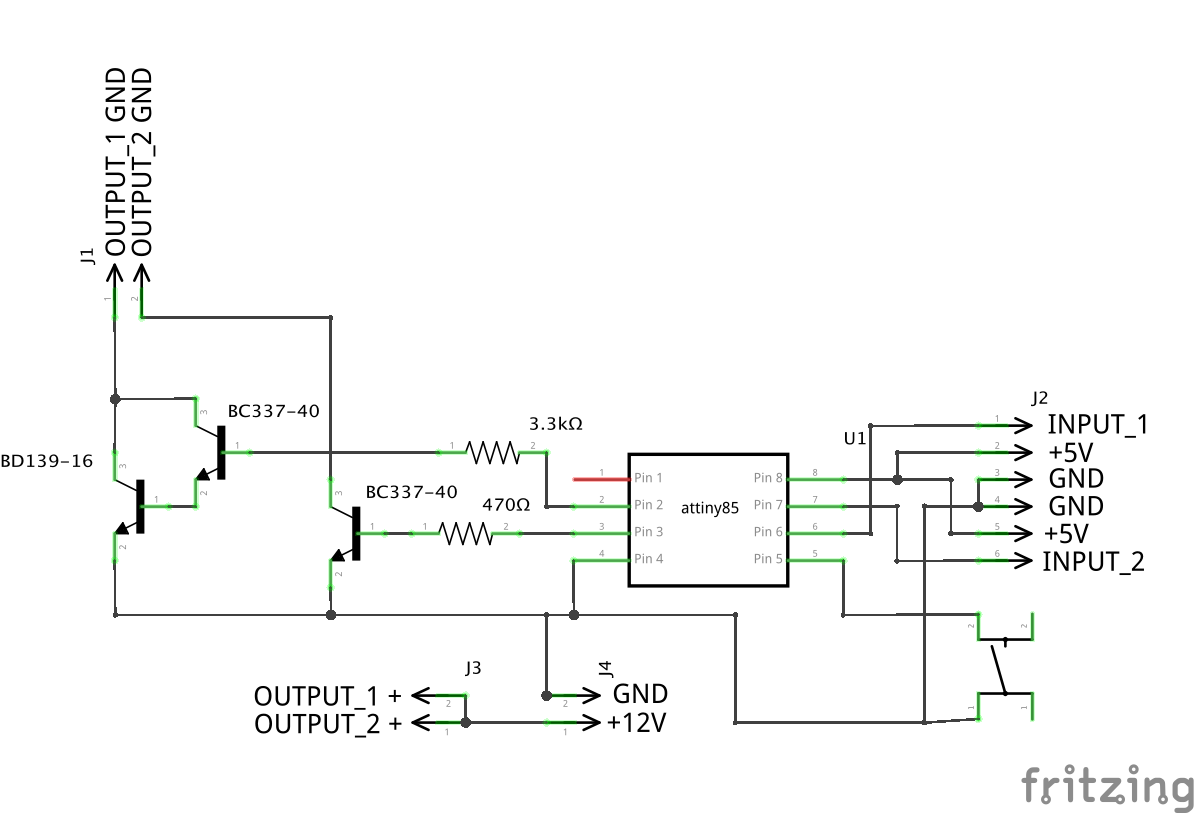 OUTPUT_1 GND
OUTPUT_2 GND
J1
1
2
3
BC337-40
1
2
BD139-16
3
1
2
BC337-40
3
1
2
3.3kΩ
1
2
470Ω
1
2
U1
attiny85
1 Pin 1
2 Pin 2
3 Pin 3
4 Pin 4
Pin 8 8
Pin 7 7
Pin 6 6
Pin 5 5
J2
1 INPUT_1
2 +5V
3 GND
4 GND
5 +5V
6 INPUT_2
2
2
1
1
J3
OUTPUT_1 + 2
OUTPUT_2 + 1
J4
2 GND
1 +12V
fritzing